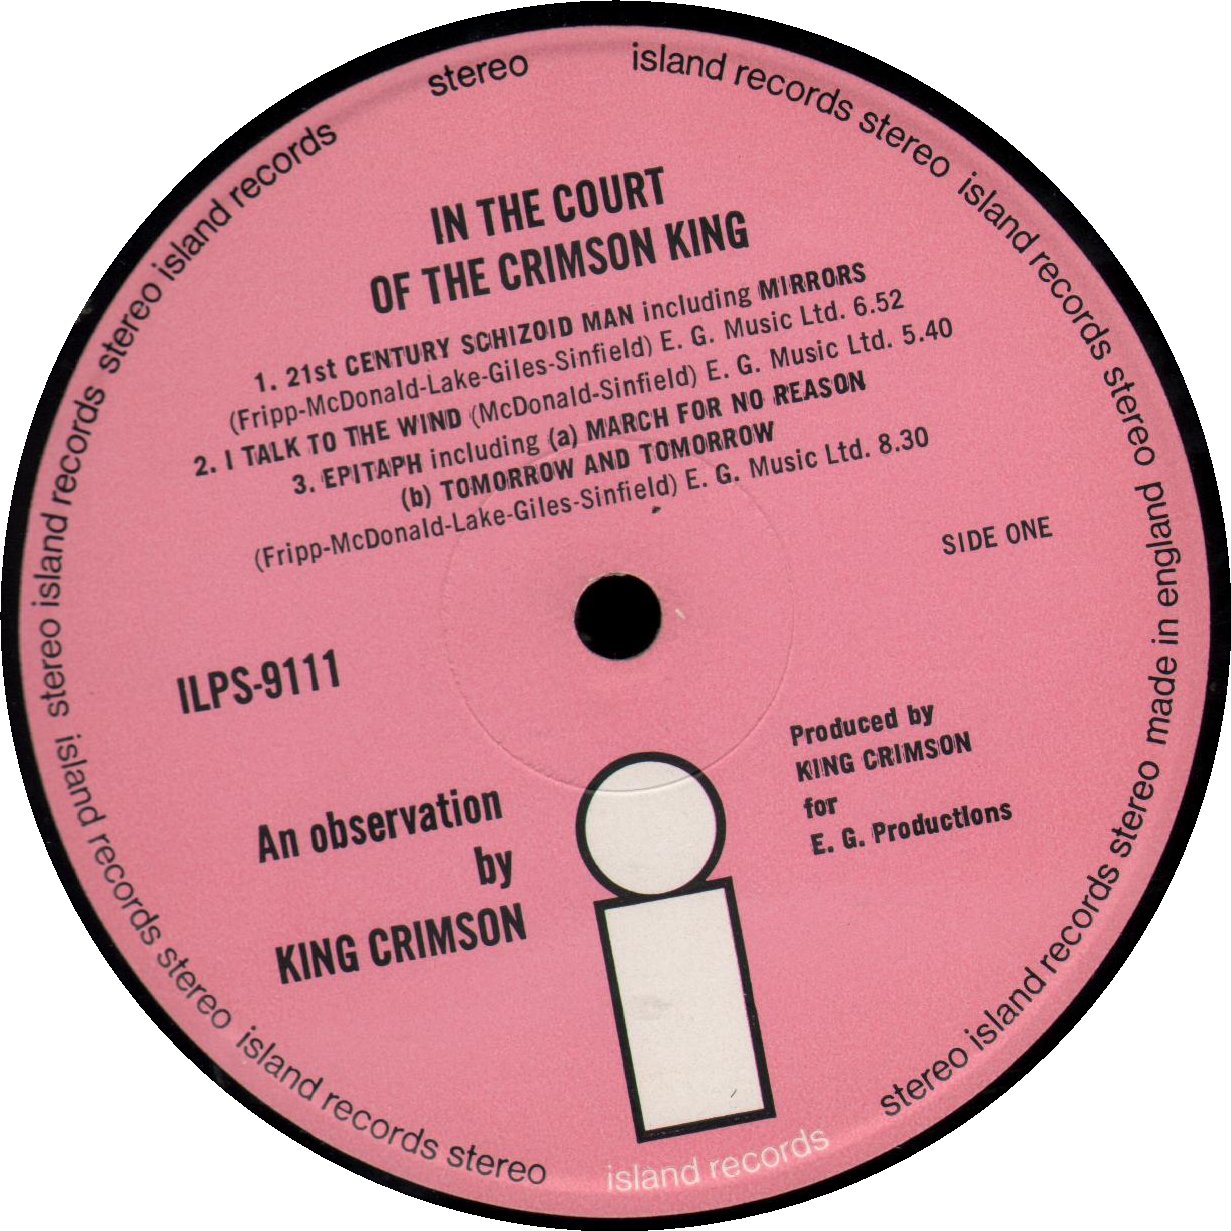 IN THE COURT
OF THE CRIMSON KING
1. 21st CENTURY SCHIZOID MAN including MIRRORS
(Fripp-McDonald-Lake-Giles-Sinfield) E. G. Music Ltd. 6.52
2. I TALK TO THE WIND (McDonald-Sinfield) E. G. Music Ltd. 5.40
3. EPITAPH including (a) MARCH FOR NO REASON
(b) TOMORROW AND TOMORROW
(Fripp-McDonald-Lake-Giles-Sinfield) E. G. Music Ltd. 8.30
SIDE ONE
ILPS-9111
An observation
by
KING CRIMSON
Produced by
KING CRIMSON
for
E. G. Productions
island records stereo island records stereo made in england
stereo island records stereo
island records
island records stereo island records stereo isl
stereo island records stereo island records stereo